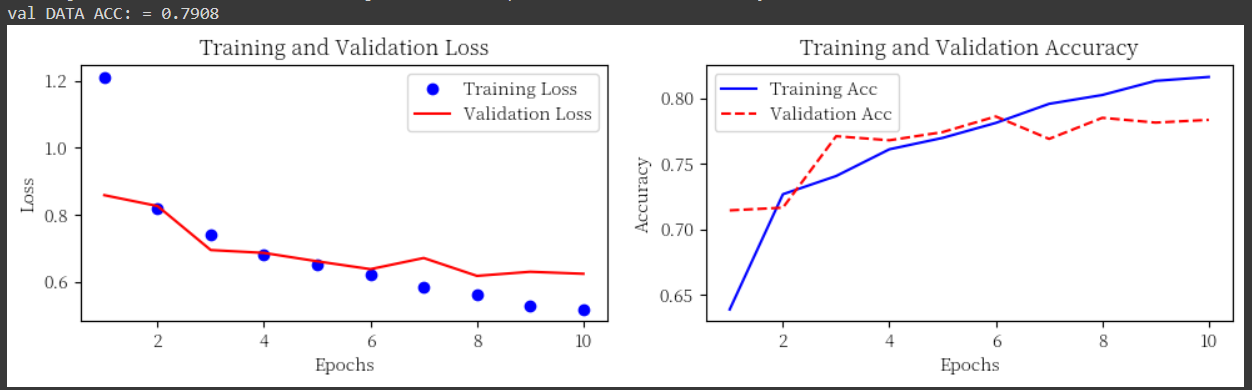 val DATA ACC: = 0.7908
Training and Validation Loss
Training Loss
Validation Loss
Loss
1.2
1.0
0.8
0.6
2 4 6 8 10
Epochs
Training and Validation Accuracy
Training Acc
Validation Acc
Accuracy
0.80
0.75
0.70
0.65
2 4 6 8 10
Epochs